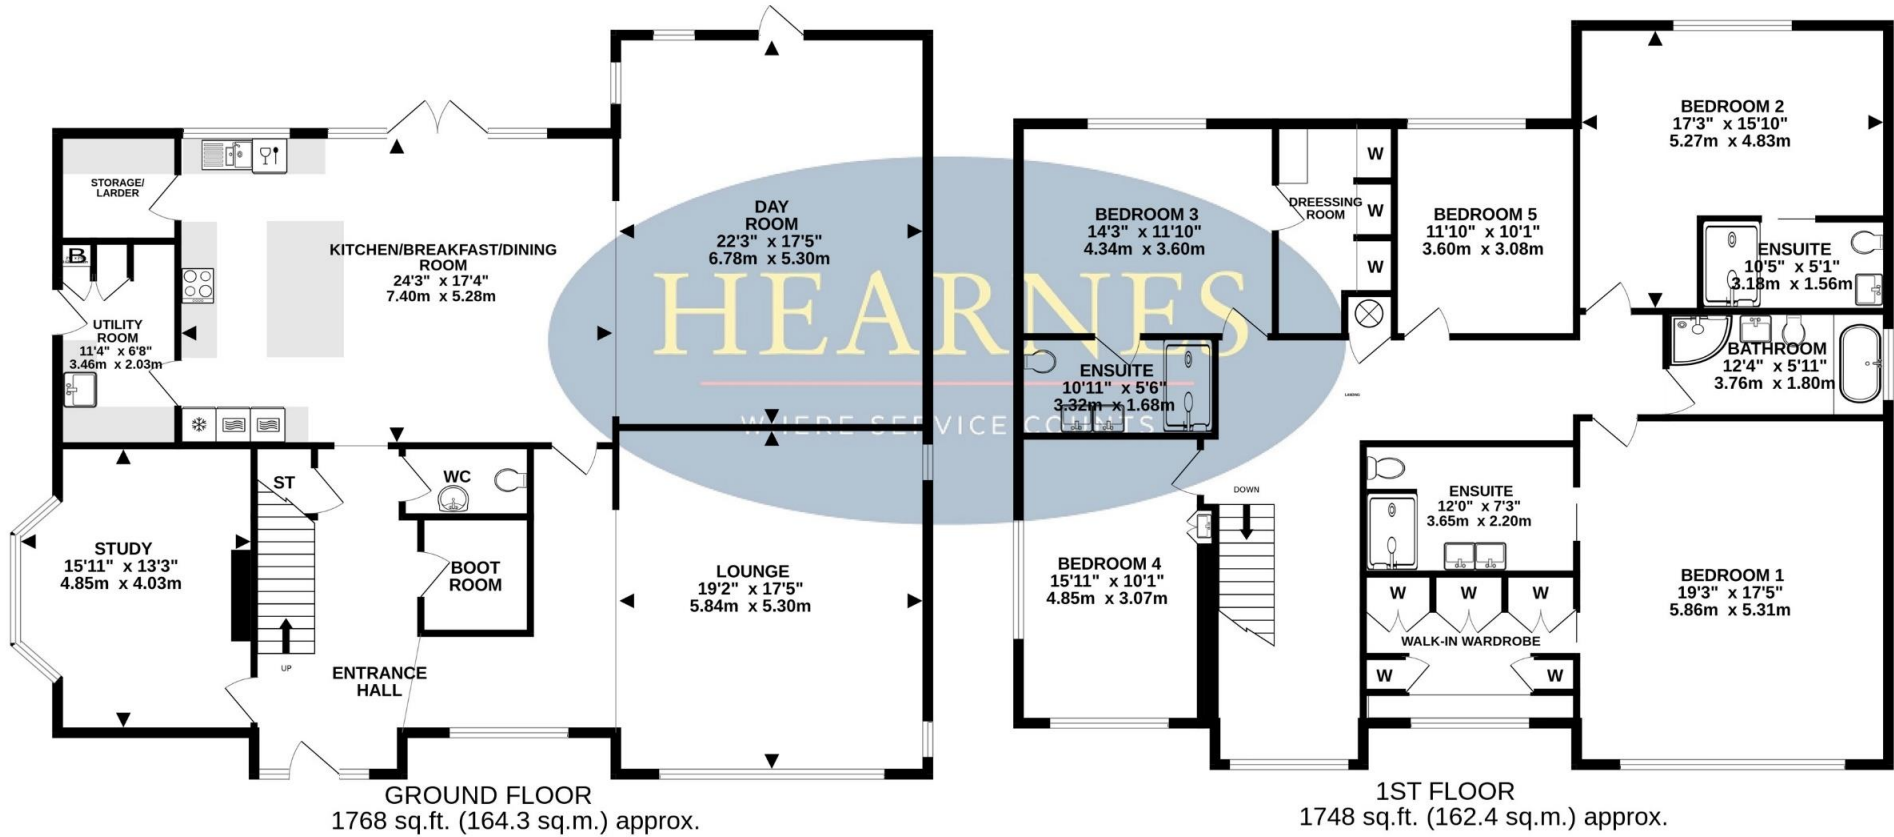 STORAGE/
LARDER
B
UTILITY
ROOM
11'4" x 6'8"
3.46m x 2.03m
KITCHEN/BREAKFAST/DINING
ROOM
24'3" x 17'4"
7.40m x 5.28m
DAY
ROOM
22'3" x 17'5"
6.78m x 5.30m
STUDY
15'11" x 13'3"
4.85m x 4.03m
ST
WC
BOOT
ROOM
UP
ENTRANCE
HALL
LOUNGE
19'2" x 17'5"
5.84m x 5.30m
GROUND FLOOR
1768 sq.ft. (164.3 sq.m.) approx.
HEARNES
WHERE SERVICE COUNTS
BEDROOM 3
14'3" x 11'10"
4.34m x 3.60m
DREESSING
ROOM
W
W
W
BEDROOM 5
11'10" x 10'1"
3.60m x 3.08m
BEDROOM 2
17'3" x 15'10"
5.27m x 4.83m
ENSUITE
10'5" x 5'1"
3.18m x 1.56m
BATHROOM
12'4" x 5'11"
3.76m x 1.80m
ENSUITE
10'11" x 5'6"
3.32m x 1.68m
LANDING
DOWN
BEDROOM 4
15'11" x 10'1"
4.85m x 3.07m
ENSUITE
12'0" x 7'3"
3.65m x 2.20m
W
W
W
WALK-IN WARDROBE
W
W
BEDROOM 1
19'3" x 17'5"
5.86m x 5.31m
1ST FLOOR
1748 sq.ft. (162.4 sq.m.) approx.